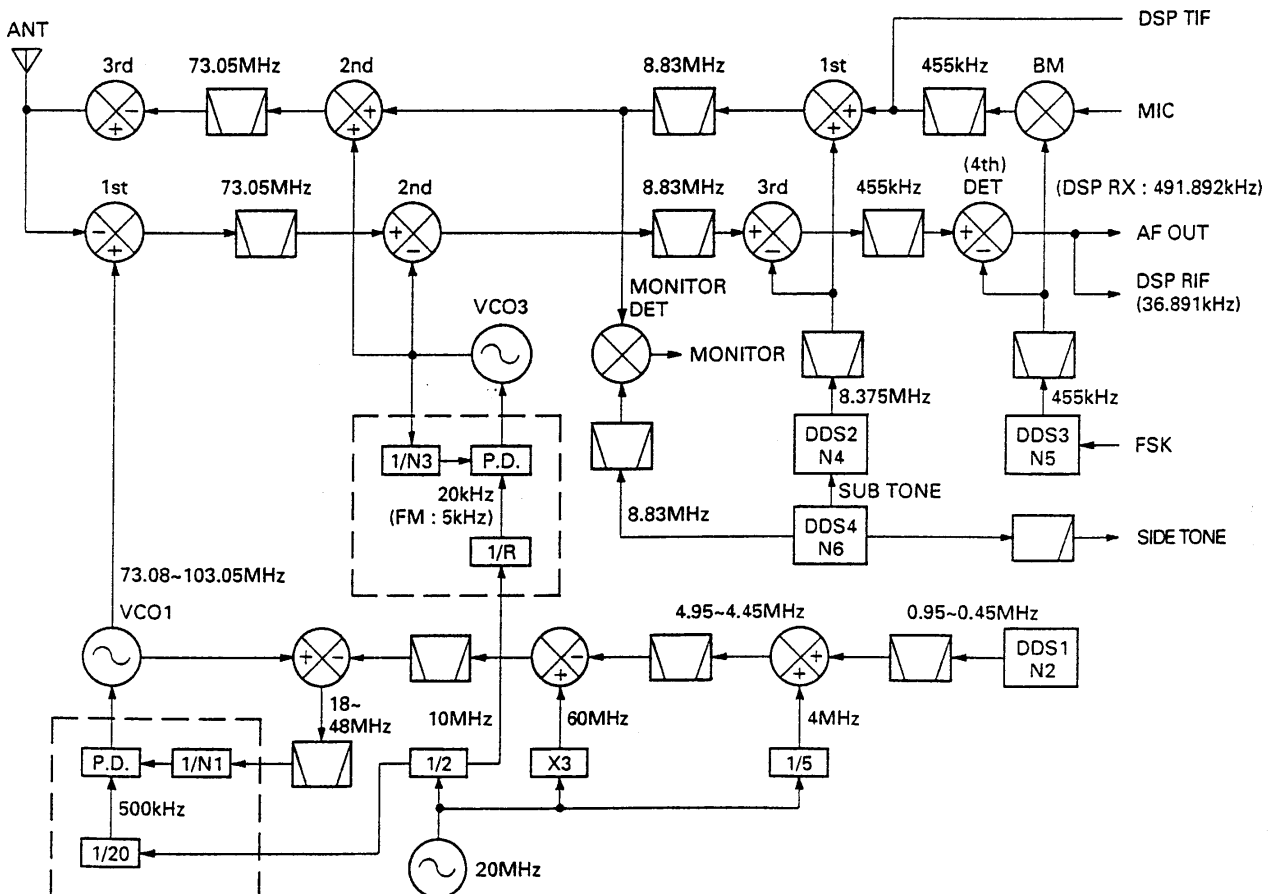 DSP TIF
ANT
3rd
73.05MHz
2nd
8.83MHz
1st
455kHz
BM
MIC
1st
73.05MHz
2nd
8.83MHz
3rd
455kHz
(4th)
DET
(DSP RX : 491.892kHz)
AF OUT
DSP RIF
(36.891kHz)
MONITOR
DET
VCO3
MONITOR
8.375MHz
455kHz
1/N3
P.D.
DDS2
N4
DDS3
N5
FSK
20kHz
(FM : 5kHz)
SUB TONE
8.83MHz
DDS4
N6
SIDE TONE
1/R
73.08~103.05MHz
VCO1
4.95~4.45MHz
0.95~0.45MHz
DDS1
N2
18~
48MHz
10MHz
60MHz
4MHz
P.D.
1/N1
1/2
X3
1/5
500kHz
1/20
20MHz
+
-